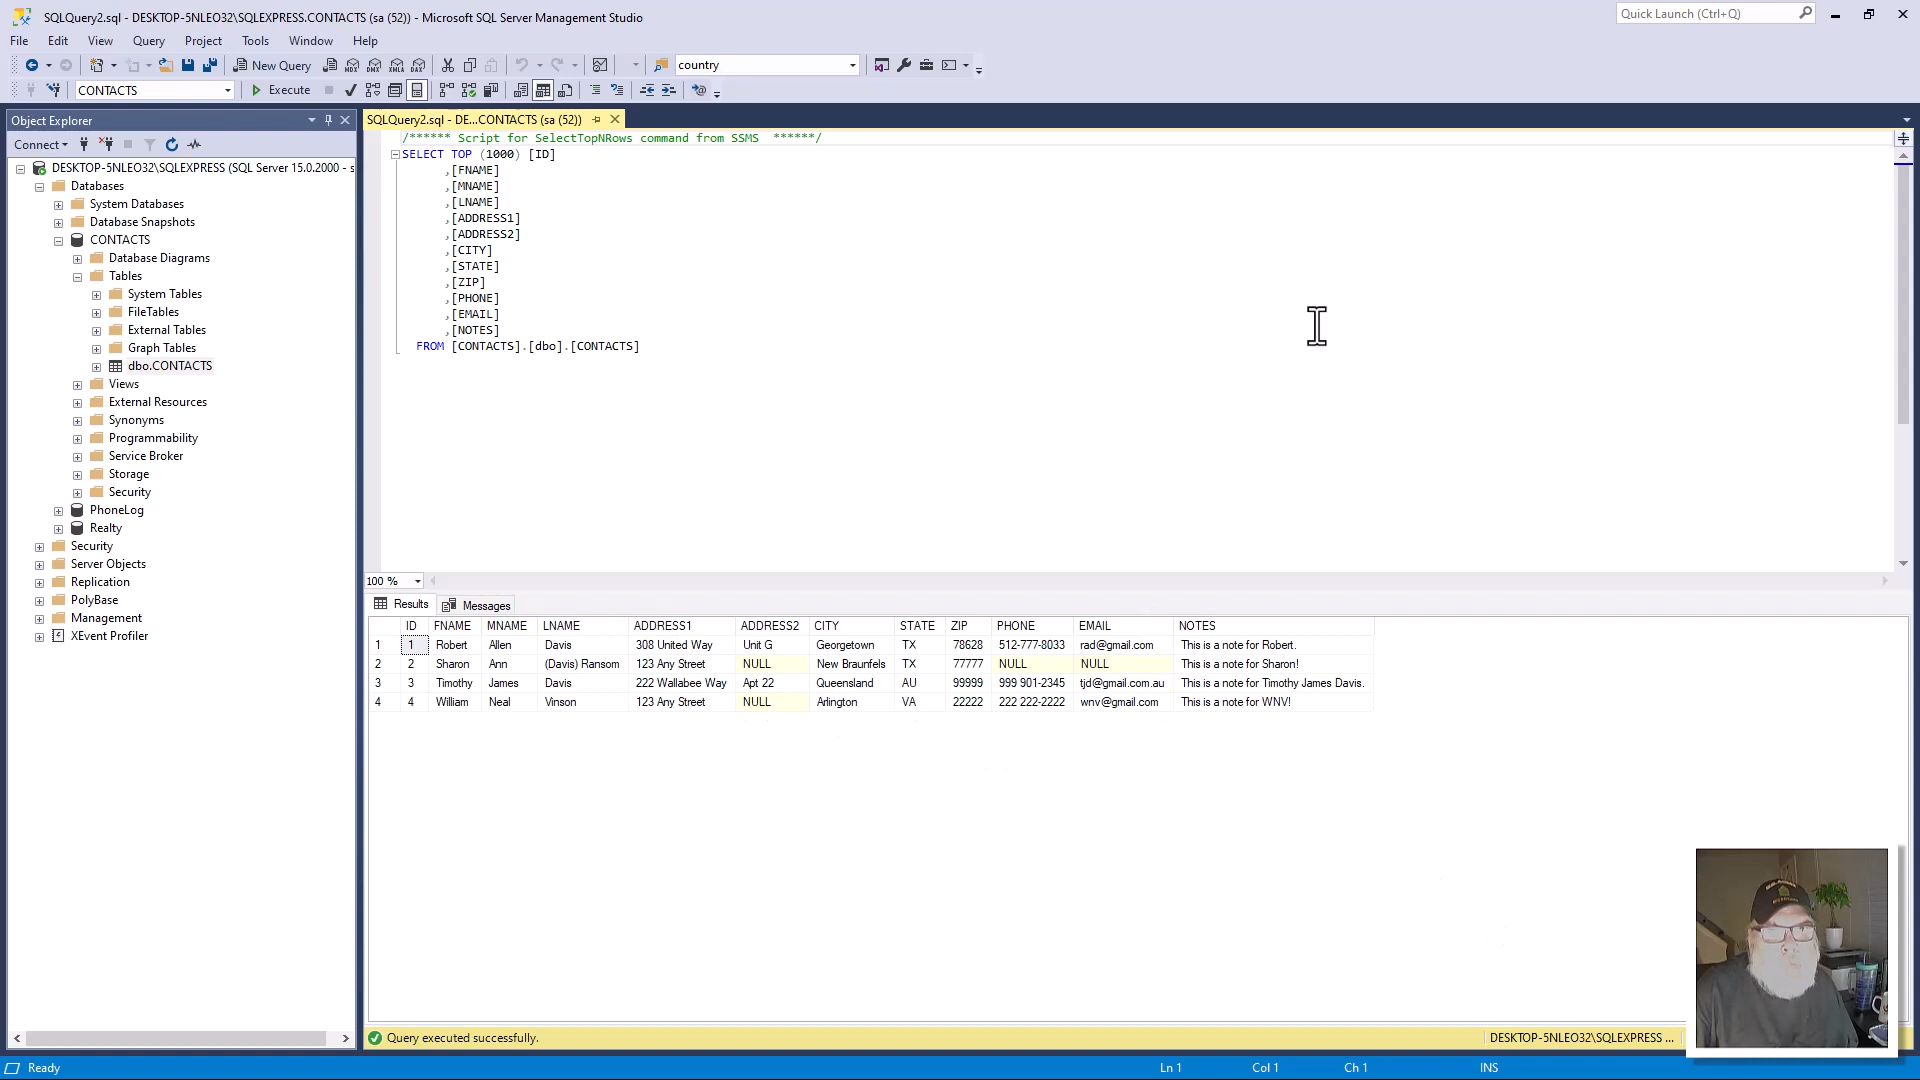 SQLQuery2.sql - DESKTOP-5NLEO32\SQLEXPRESS.CONTACTS (sa (52)) - Microsoft SQL Server Management Studio
Quick Launch (Ctrl+Q)
File Edit View Query Project Tools Window Help
New Query MDX DMX XMLA DAX country
CONTACTS Execute
Object Explorer
Connect
DESKTOP-5NLEO32\SQLEXPRESS (SQL Server 15.0.2000 - s
Databases
System Databases
Database Snapshots
CONTACTS
Database Diagrams
Tables
System Tables
FileTables
External Tables
Graph Tables
dbo.CONTACTS
Views
External Resources
Synonyms
Programmability
Service Broker
Storage
Security
PhoneLog
Realty
Security
Server Objects
Replication
PolyBase
Management
XEvent Profiler
SQLQuery2.sql - DE...CONTACTS (sa (52))
/****** Script for SelectTopNRows command from SSMS  ******/
SELECT TOP (1000) [ID]
,[FNAME]
,[MNAME]
,[LNAME]
,[ADDRESS1]
,[ADDRESS2]
,[CITY]
,[STATE]
,[ZIP]
,[PHONE]
,[EMAIL]
,[NOTES]
FROM [CONTACTS].[dbo].[CONTACTS]
100 %
Results Messages
ID FNAME MNAME LNAME ADDRESS1 ADDRESS2 CITY STATE ZIP PHONE EMAIL NOTES
1 1 Robert Allen Davis 308 United Way Unit G Georgetown TX 78628 512-777-8033 rad@gmail.com This is a note for Robert.
2 2 Sharon Ann (Davis) Ransom 123 Any Street NULL New Braunfels TX 77777 NULL NULL This is a note for Sharon!
3 3 Timothy James Davis 222 Wallabee Way Apt 22 Queensland AU 99999 999 901-2345 tjd@gmail.com.au This is a note for Timothy James Davis.
4 4 William Neal Vinson 123 Any Street NULL Arlington VA 22222 222 222-2222 wnv@gmail.com This is a note for WNV!
Query executed successfully. DESKTOP-5NLEO32\SQLEXPRESS ...
Ready Ln 1 Col 1 Ch 1 INS